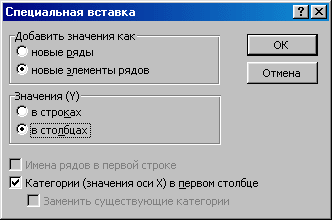 Специальная вставка
Добавить значения как
новые ряды
новые элементы рядов
OK
Отмена
Значения (Y)
в строках
в столбцах
Имена рядов в первой строке
Категории (значения оси X) в первом столбце
Заменить существующие категории